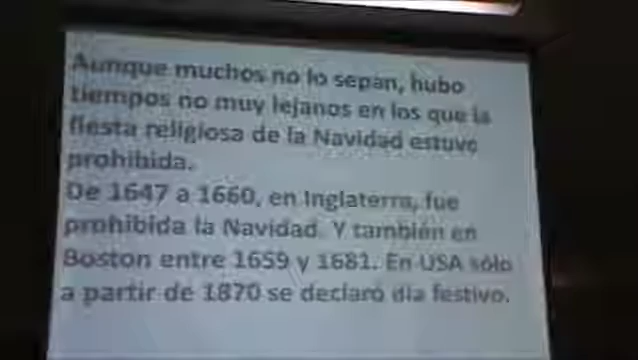 Aunque muchos no lo sepan, hubo
tiempos no muy lejanos en los que la
fiesta religiosa de la Navidad estuvo
prohibida.
De 1647 a 1660, en Inglaterra, fue
prohibida la Navidad. Y también en
Boston entre 1659 y 1681. En USA sólo
a partir de 1870 se declaró día festivo.